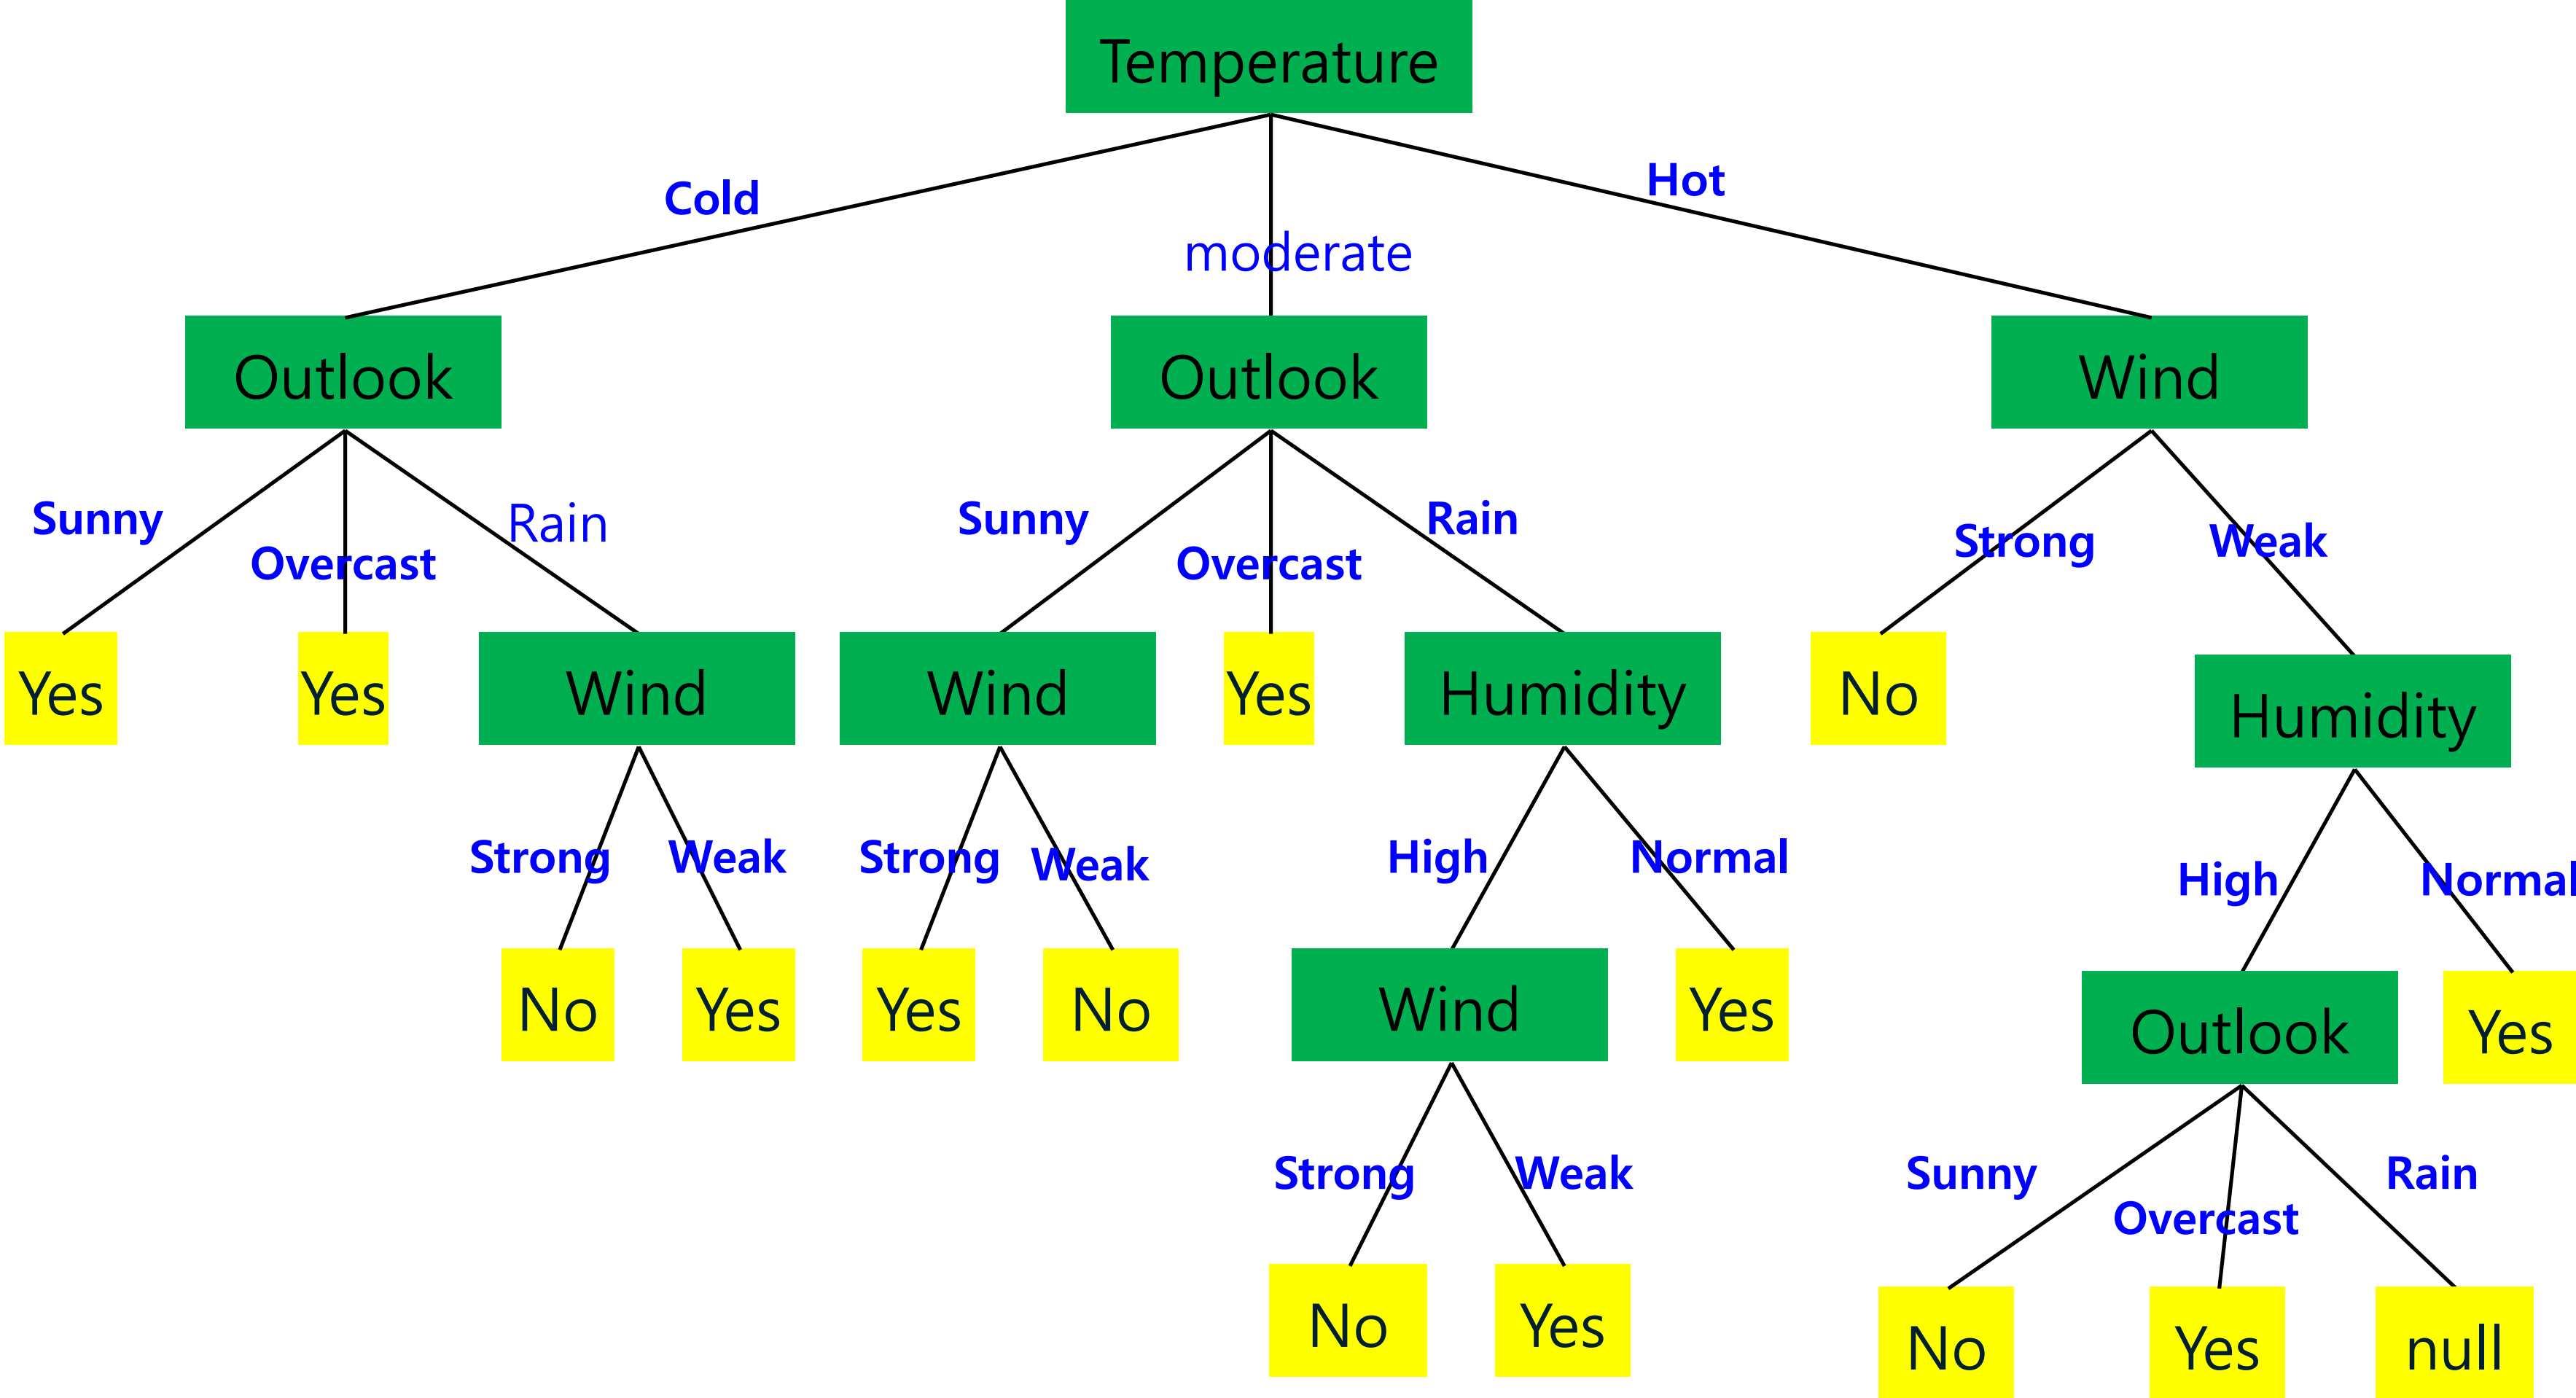 Temperature
Cold
moderate
Hot
Outlook
Outlook
Wind
Sunny
Overcast
Rain
Sunny
Overcast
Rain
Strong
Weak
Yes
Yes
Wind
Wind
Yes
Humidity
No
Humidity
Strong
Weak
Strong
Weak
High
Normal
High
Normal
No
Yes
Yes
No
Wind
Yes
Outlook
Yes
Strong
Weak
Sunny
Overcast
Rain
No
Yes
No
Yes
null